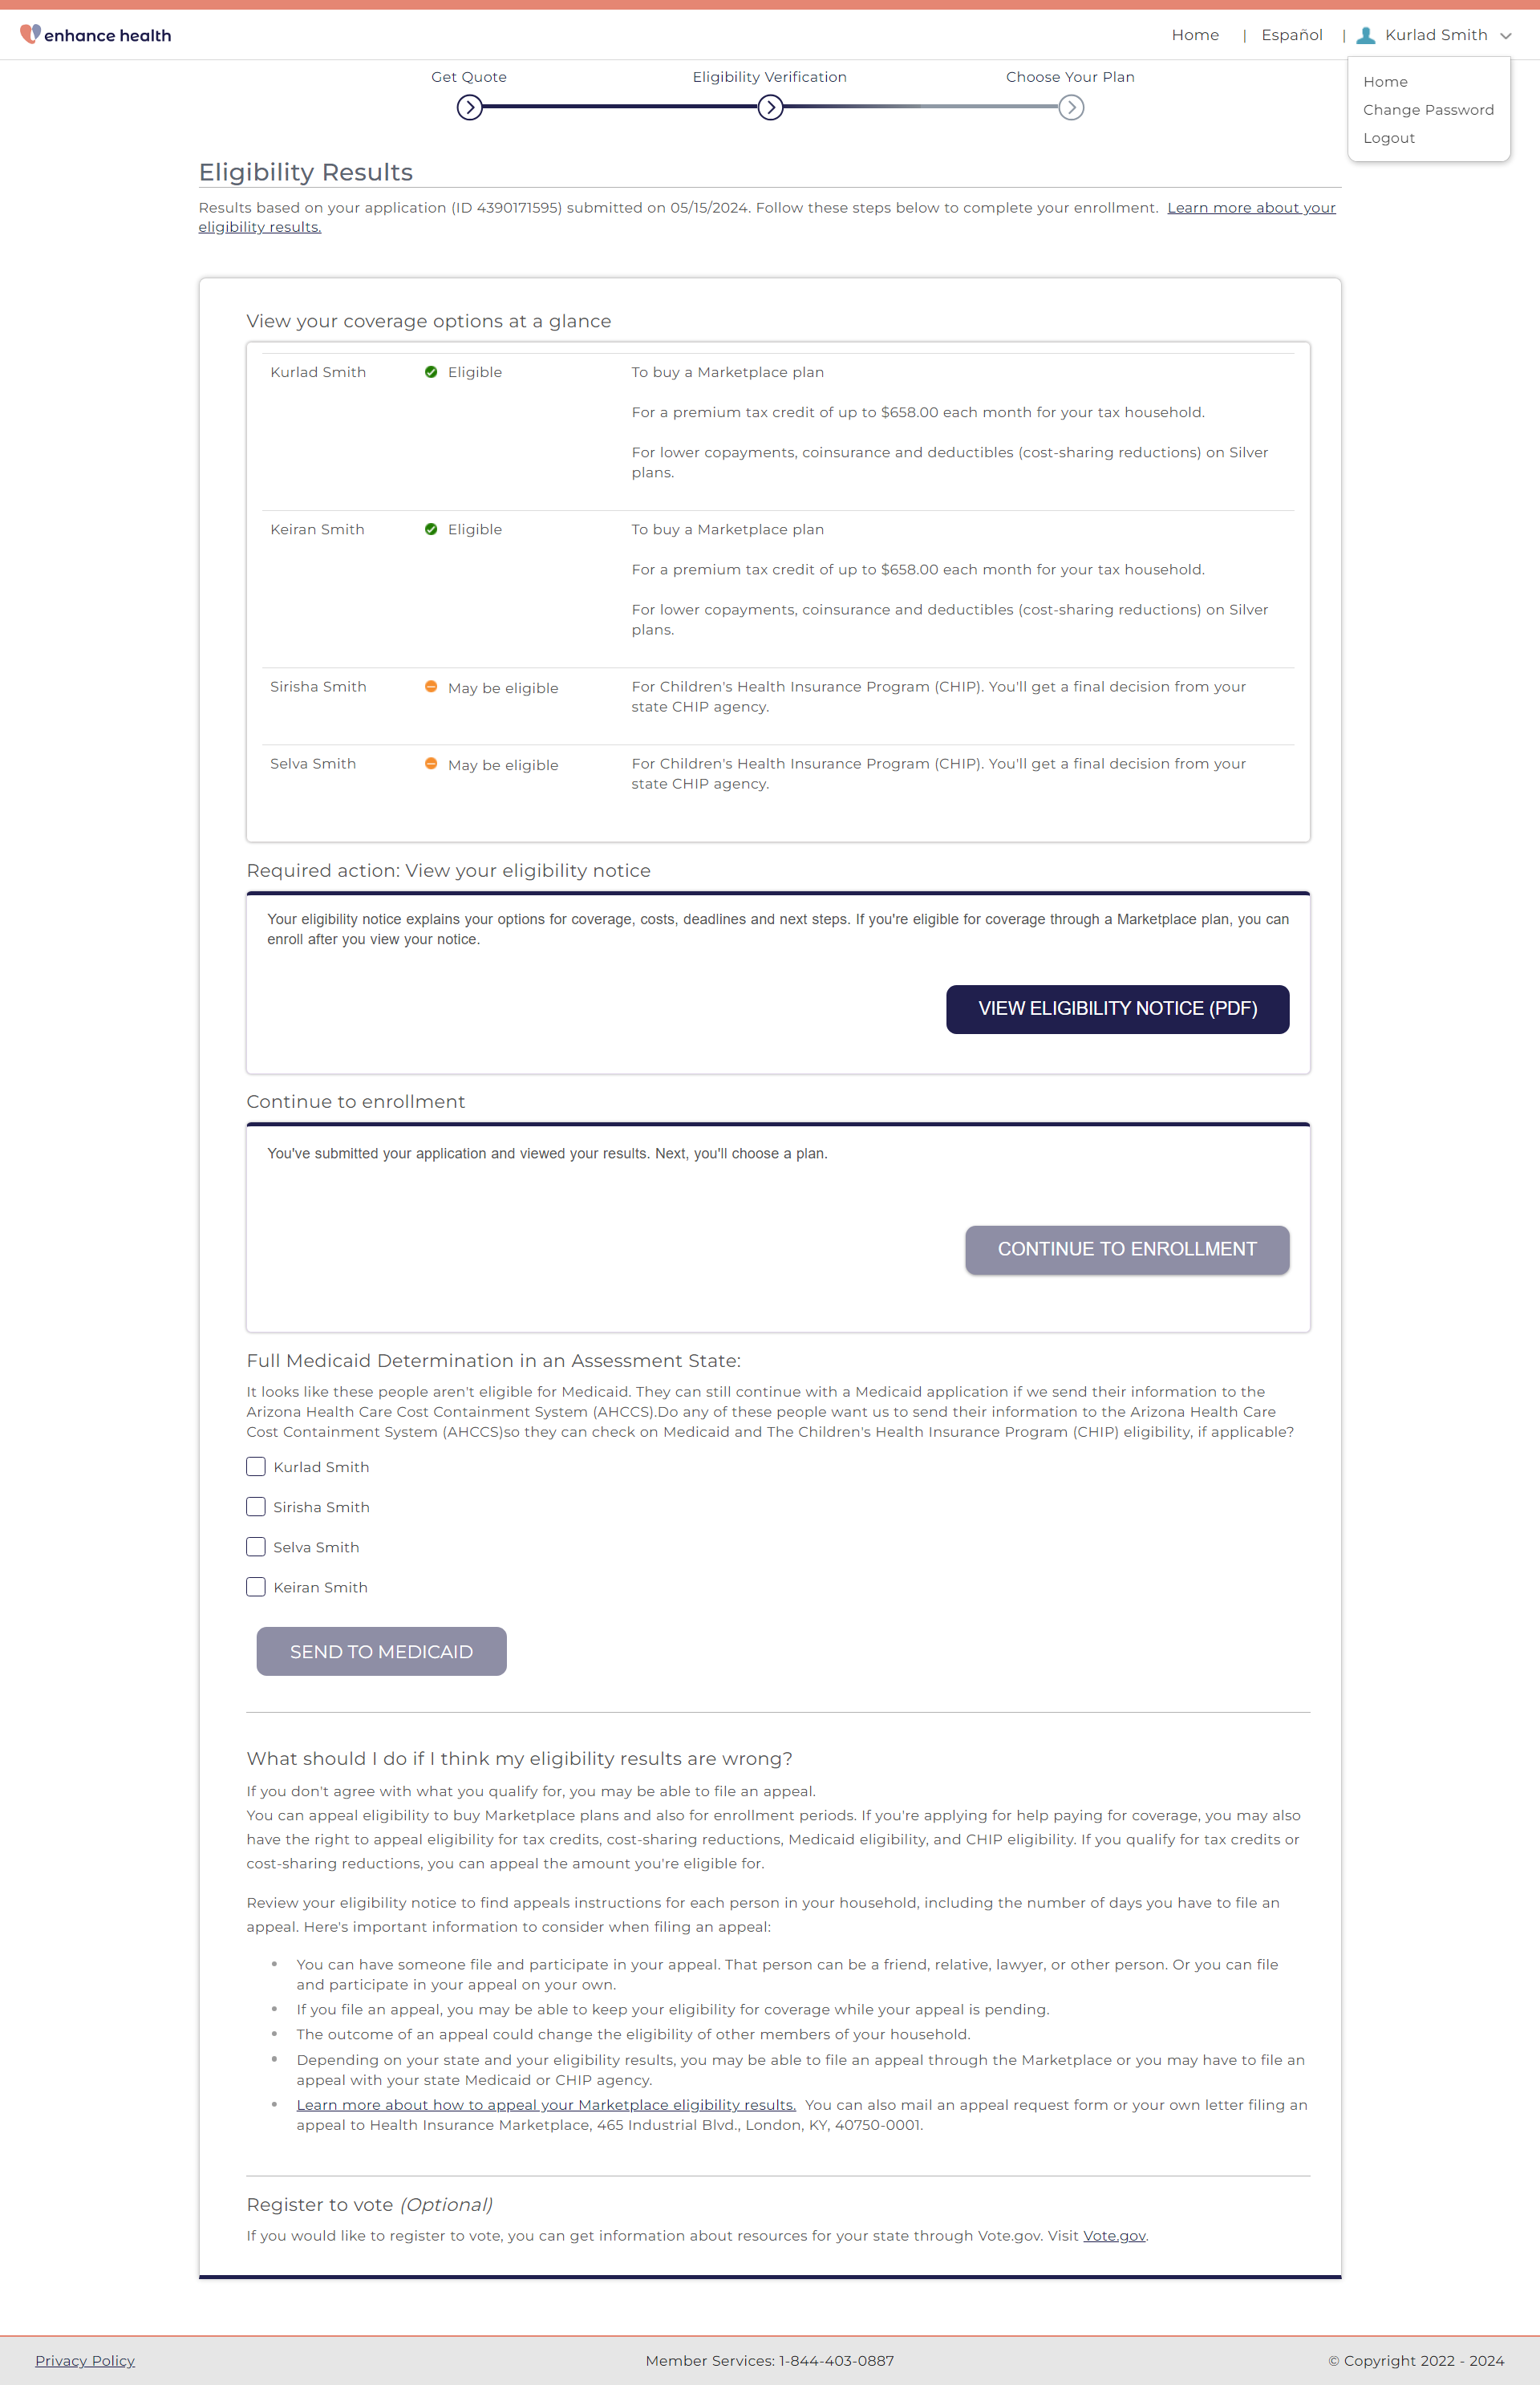 enhance health
Home | Español | Kurlad Smith
Home
Change Password
Logout
Get Quote Eligibility Verification Choose Your Plan
Eligibility Results
Results based on your application (ID 4390171595) submitted on 05/15/2024. Follow these steps below to complete your enrollment. Learn more about your
eligibility results.
View your coverage options at a glance
Kurlad Smith Eligible To buy a Marketplace plan
For a premium tax credit of up to $658.00 each month for your tax household.
For lower copayments, coinsurance and deductibles (cost-sharing reductions) on Silver
plans.
Keiran Smith Eligible To buy a Marketplace plan
For a premium tax credit of up to $658.00 each month for your tax household.
For lower copayments, coinsurance and deductibles (cost-sharing reductions) on Silver
plans.
Sirisha Smith May be eligible For Children's Health Insurance Program (CHIP). You'll get a final decision from your
state CHIP agency.
Selva Smith May be eligible For Children's Health Insurance Program (CHIP). You'll get a final decision from your
state CHIP agency.
Required action: View your eligibility notice
Your eligibility notice explains your options for coverage, costs, deadlines and next steps. If you're eligible for coverage through a Marketplace plan, you can
enroll after you view your notice.
VIEW ELIGIBILITY NOTICE (PDF)
Continue to enrollment
You've submitted your application and viewed your results. Next, you'll choose a plan.
CONTINUE TO ENROLLMENT
Full Medicaid Determination in an Assessment State:
It looks like these people aren't eligible for Medicaid. They can still continue with a Medicaid application if we send their information to the
Arizona Health Care Cost Containment System (AHCCS).Do any of these people want us to send their information to the Arizona Health Care
Cost Containment System (AHCCS)so they can check on Medicaid and The Children's Health Insurance Program (CHIP) eligibility, if applicable?
Kurlad Smith
Sirisha Smith
Selva Smith
Keiran Smith
SEND TO MEDICAID
What should I do if I think my eligibility results are wrong?
If you don't agree with what you qualify for, you may be able to file an appeal.
You can appeal eligibility to buy Marketplace plans and also for enrollment periods. If you're applying for help paying for coverage, you may also
have the right to appeal eligibility for tax credits, cost-sharing reductions, Medicaid eligibility, and CHIP eligibility. If you qualify for tax credits or
cost-sharing reductions, you can appeal the amount you're eligible for.
Review your eligibility notice to find appeals instructions for each person in your household, including the number of days you have to file an
appeal. Here's important information to consider when filing an appeal:
• You can have someone file and participate in your appeal. That person can be a friend, relative, lawyer, or other person. Or you can file
and participate in your appeal on your own.
• If you file an appeal, you may be able to keep your eligibility for coverage while your appeal is pending.
• The outcome of an appeal could change the eligibility of other members of your household.
• Depending on your state and your eligibility results, you may be able to file an appeal through the Marketplace or you may have to file an
appeal with your state Medicaid or CHIP agency.
• Learn more about how to appeal your Marketplace eligibility results. You can also mail an appeal request form or your own letter filing an
appeal to Health Insurance Marketplace, 465 Industrial Blvd., London, KY, 40750-0001.
Register to vote (Optional)
If you would like to register to vote, you can get information about resources for your state through Vote.gov. Visit Vote.gov.
Privacy Policy Member Services: 1-844-403-0887 © Copyright 2022 - 2024